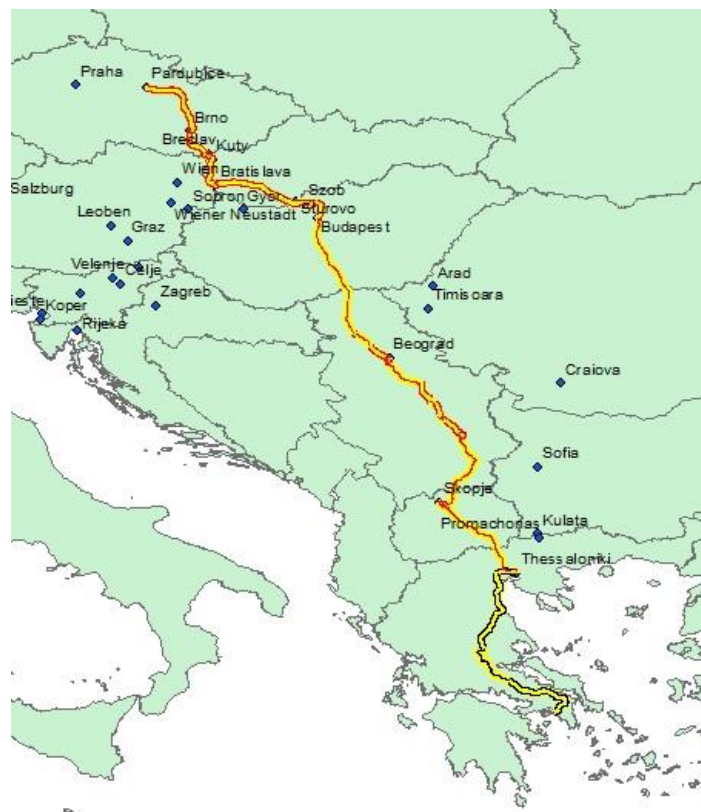 Praha
Pardubice
Brno
Breclav
Kuty
Wien
Bratislava
Salzburg
Sopron
Gyor
Szob
Sturovo
Leoben
Wiener Neustadt
Graz
Budapest
Velenje
Celje
Arad
Timisoara
ieste
Koper
Zagreb
Rijeka
Beograd
Craiova
Sofia
Skopje
Promachonas
Kulata
Thessaloniki